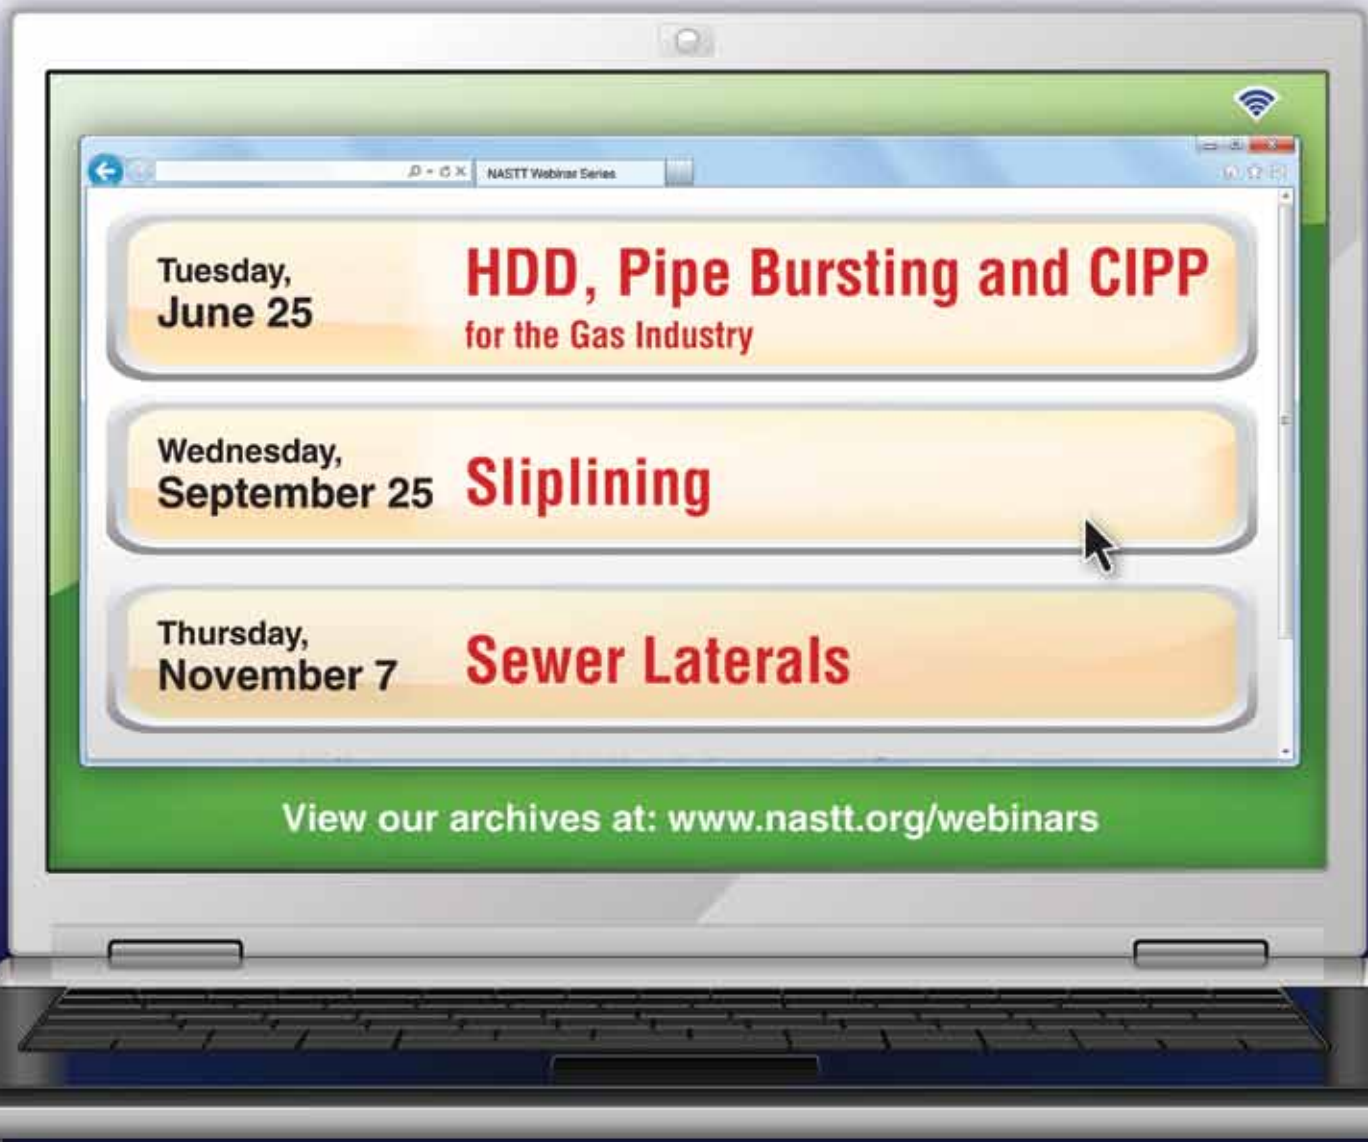 NASTT Webinar Series
Tuesday,
June 25
HDD, Pipe Bursting and CIPP
for the Gas Industry
Wednesday,
September 25
Sliplining
Thursday,
November 7
Sewer Laterals
View our archives at: www.nastt.org/webinars